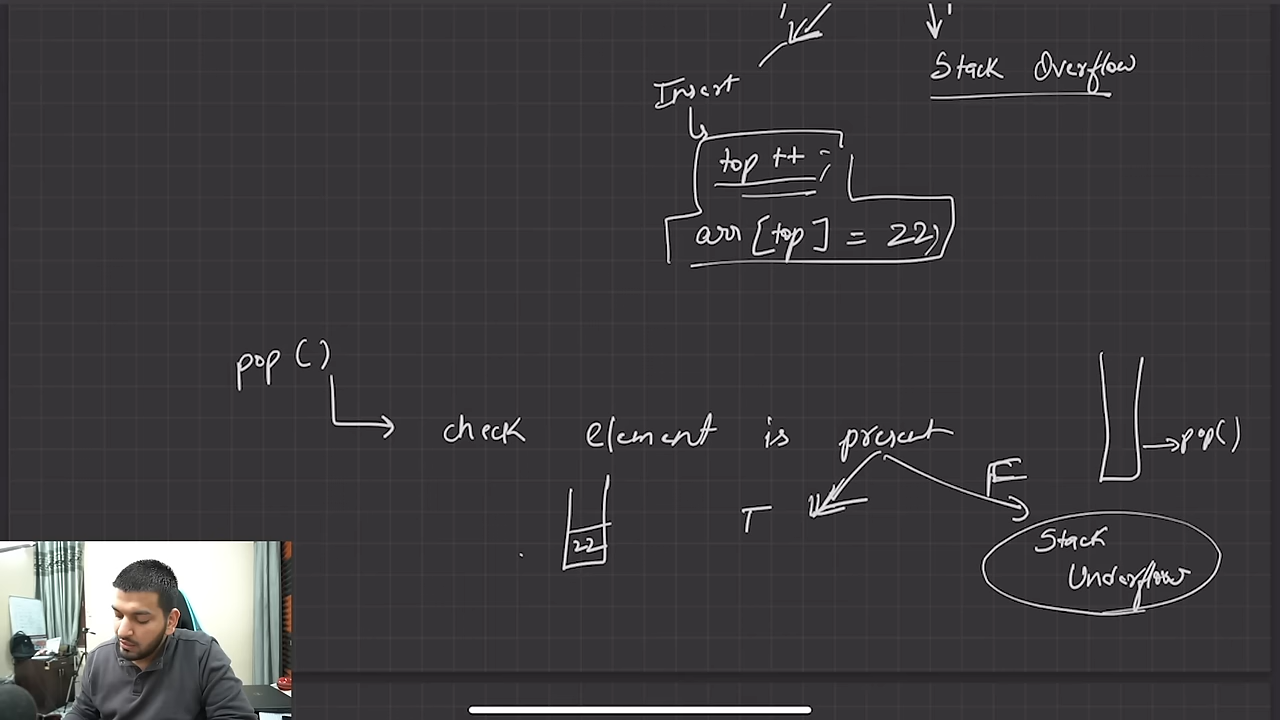 Stack Overflow
Insert
top ++ ;
arr [top] = 22;
pop ()
check element is present
→pop()
F
T
22
Stack
Underflow